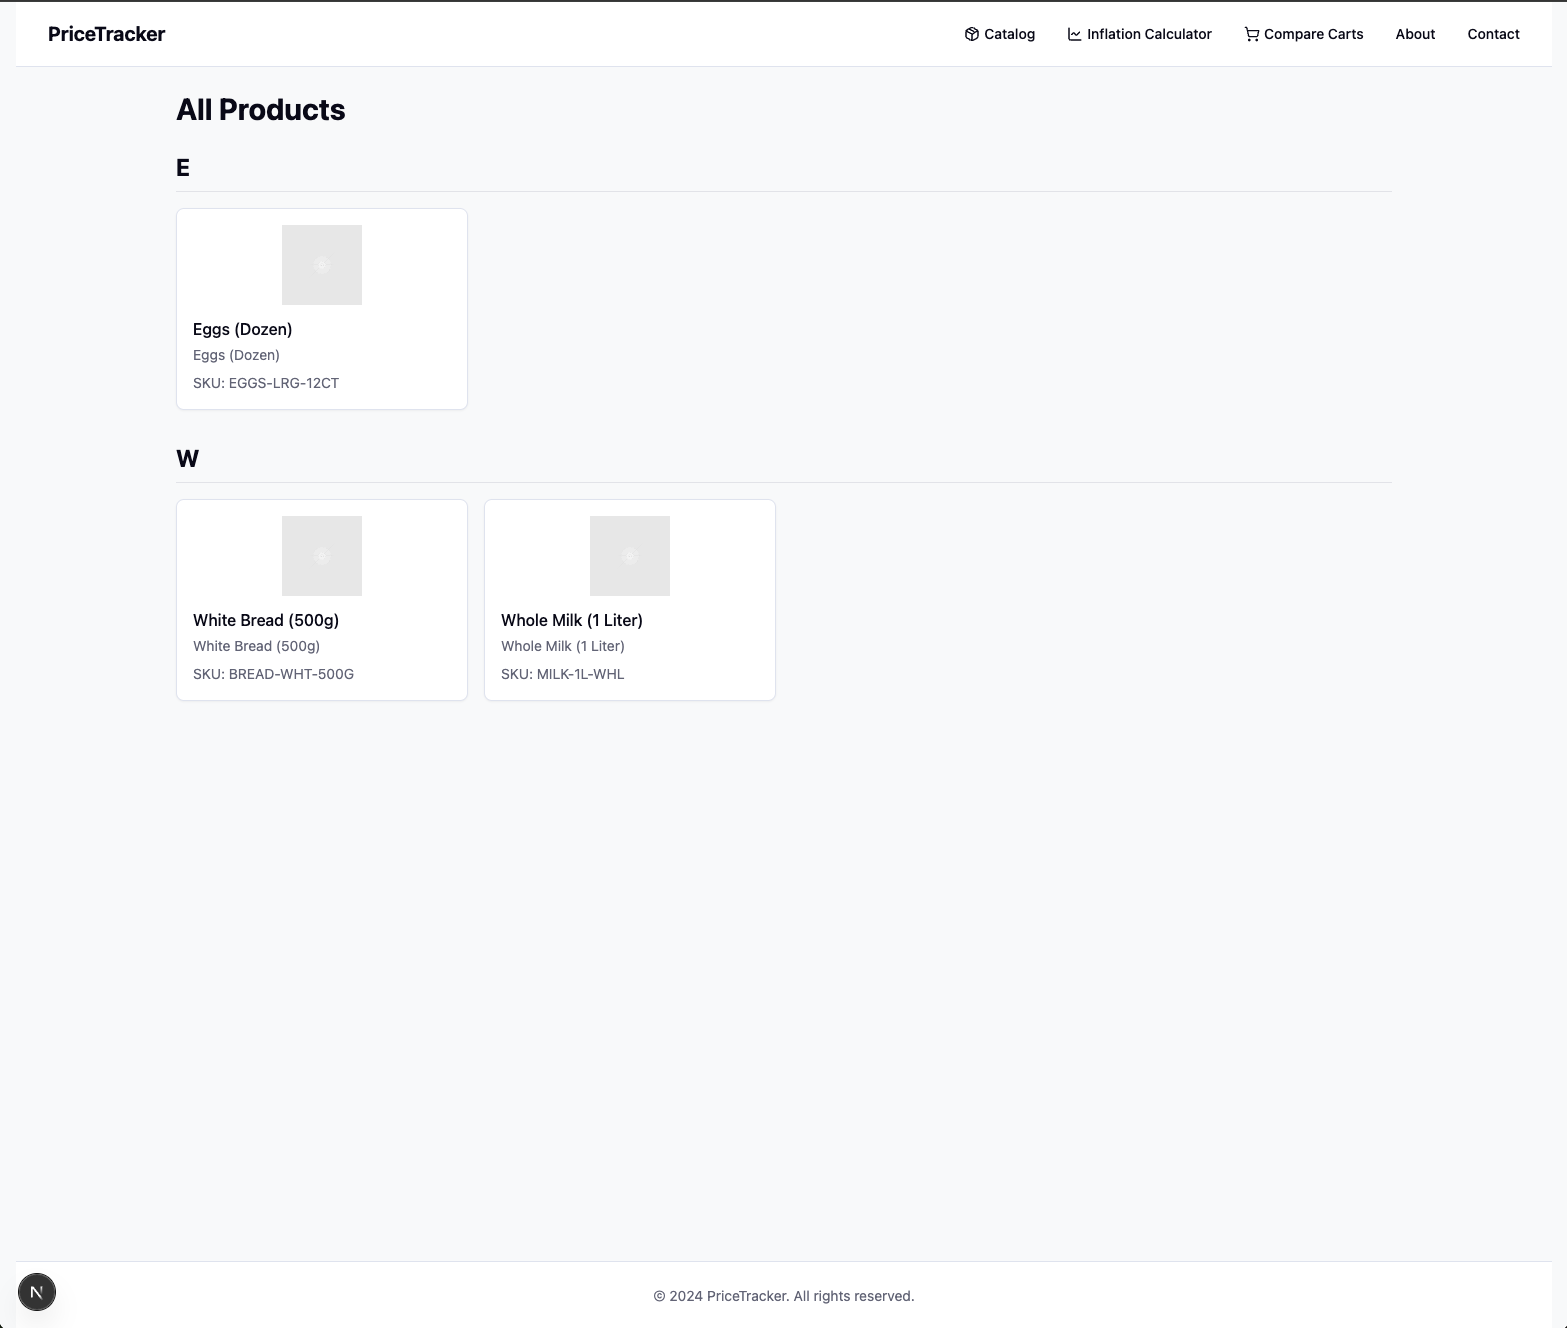 PriceTracker
Catalog
Inflation Calculator
Compare Carts
About
Contact
All Products
E
Eggs (Dozen)
Eggs (Dozen)
SKU: EGGS-LRG-12CT
W
White Bread (500g)
White Bread (500g)
SKU: BREAD-WHT-500G
Whole Milk (1 Liter)
Whole Milk (1 Liter)
SKU: MILK-1L-WHL
N
© 2024 PriceTracker. All rights reserved.